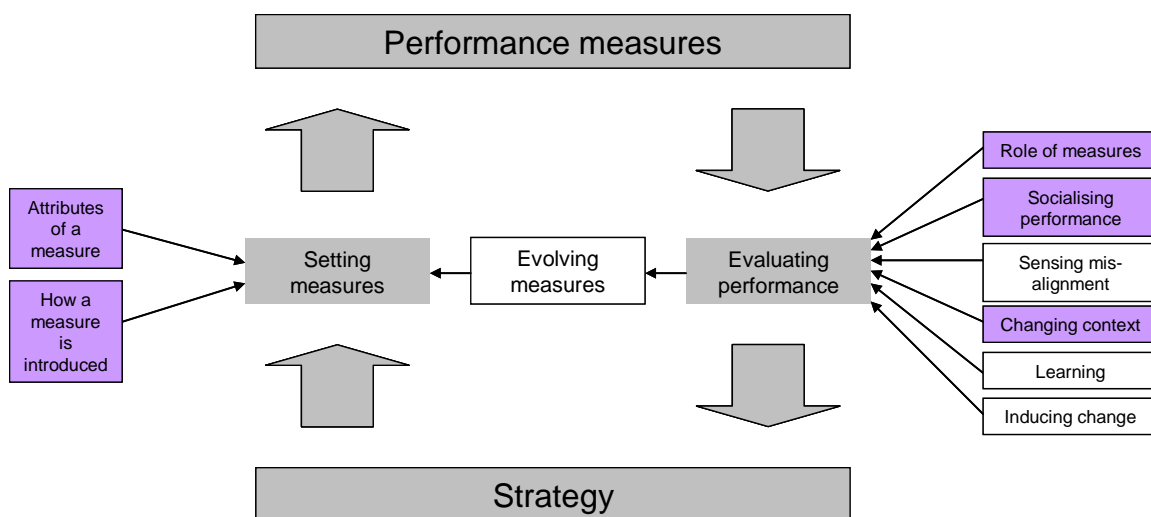 Performance measures
Attributes
of a
measure
How a
measure
is
introduced
Setting
measures
Evolving
measures
Evaluating
performance
Role of measures
Socialising
performance
Sensing mis-
alignment
Changing context
Learning
Inducing change
Strategy